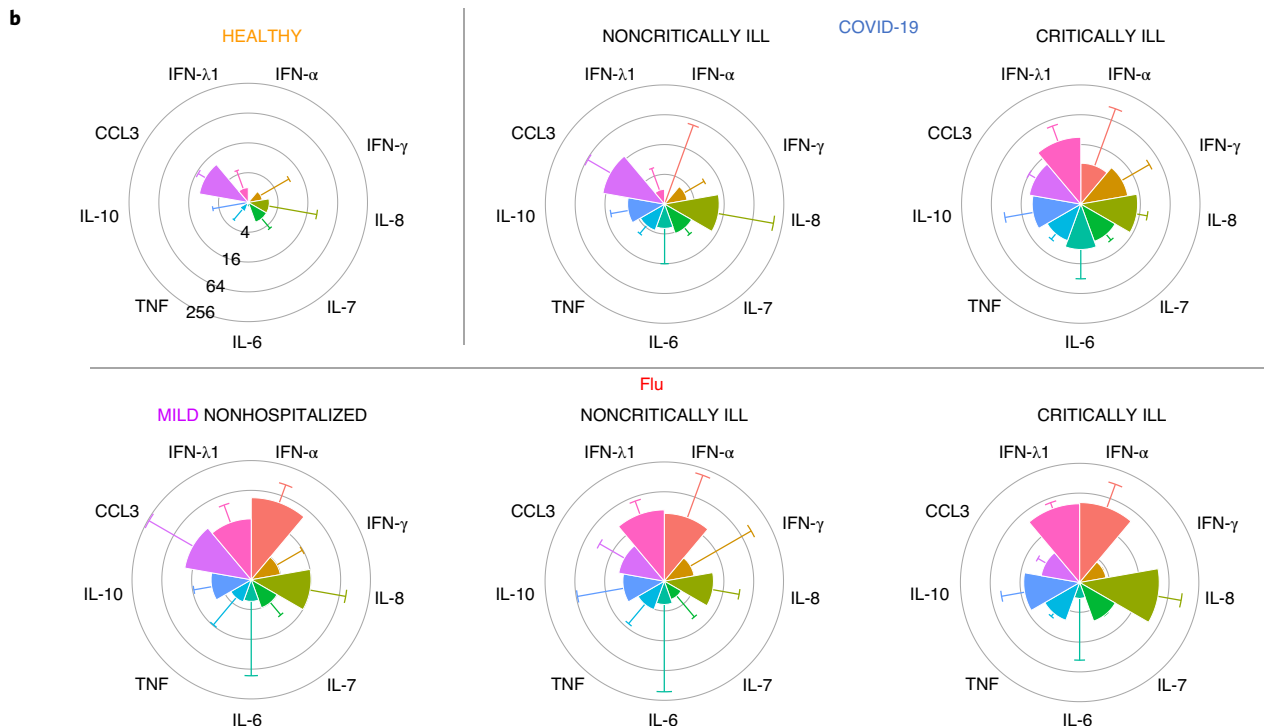 b
COVID-19
HEALTHY
NONCRITICALLY ILL
CRITICALLY ILL
IFN-λ1 IFN-α
IFN-λ1 IFN-α
IFN-λ1 IFN-α
CCL3
CCL3 IFN-γ
CCL3 IFN-γ
IFN-γ
IL-10 IL-8
IL-10 IL-8
IL-10 IL-8
4
16
64
256
TNF IL-7
TNF IL-7
TNF IL-7
IL-6
IL-6
IL-6
Flu
MILD NONHOSPITALIZED
NONCRITICALLY ILL
CRITICALLY ILL
IFN-λ1 IFN-α
IFN-λ1 IFN-α
IFN-λ1 IFN-α
CCL3 IFN-γ
CCL3 IFN-γ
CCL3 IFN-γ
IL-10 IL-8
IL-10 IL-8
IL-10 IL-8
TNF IL-7
TNF IL-7
TNF IL-7
IL-6
IL-6
IL-6